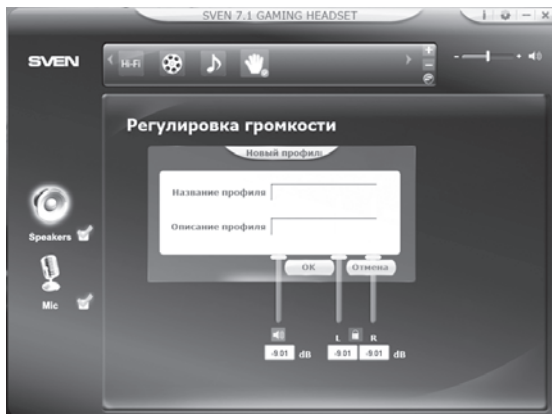 SVEN 7.1 GAMING HEADSET
SVEN
Hi-Fi
Регулировка громкости
Новый профиль
Название профиля
Описание профиля
OK Отмена
Speakers
Mic
L R
-9.01 dB -9.01 -9.01 dB